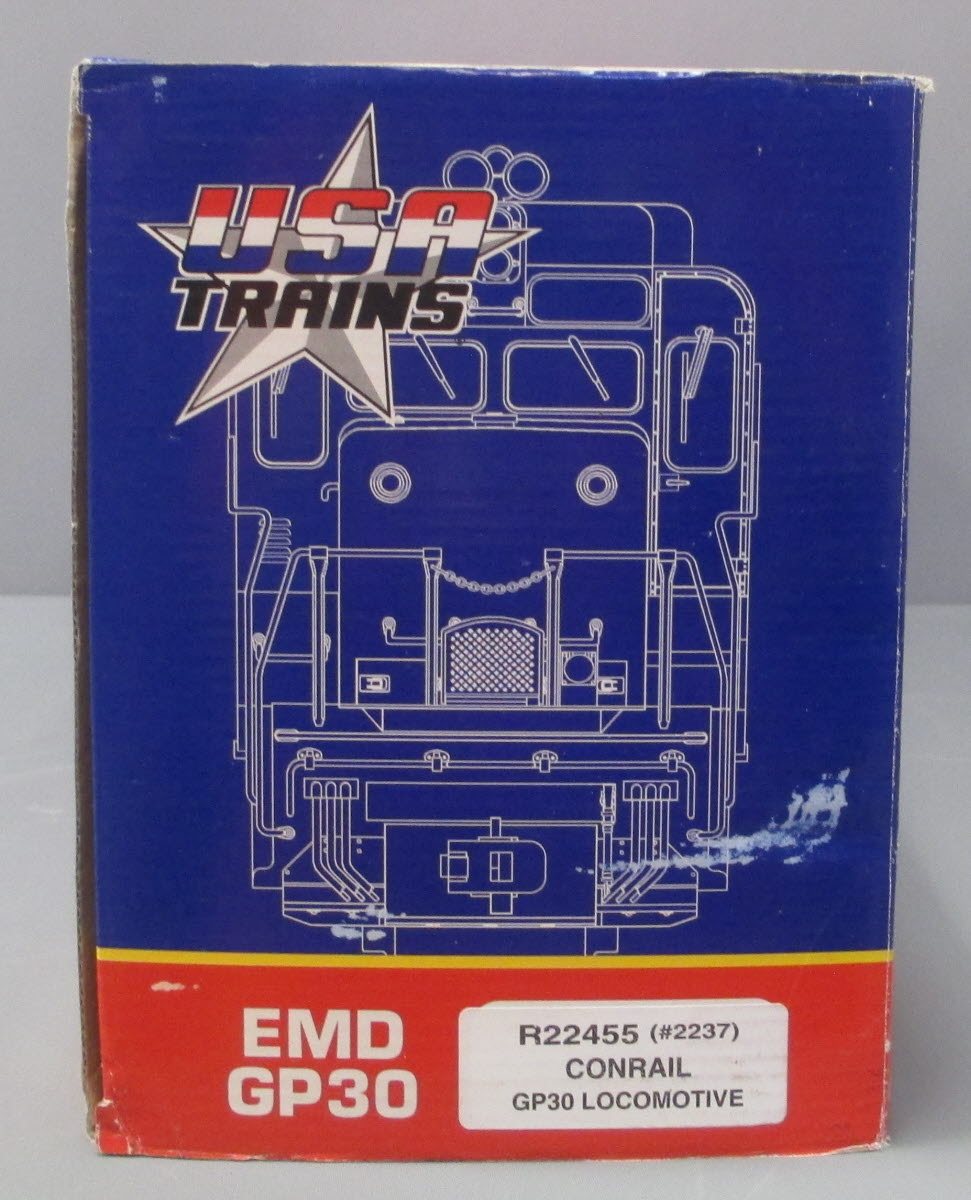 USA
TRAINS
EMD
GP30
R22455 (#2237)
CONRAIL
GP30 LOCOMOTIVE